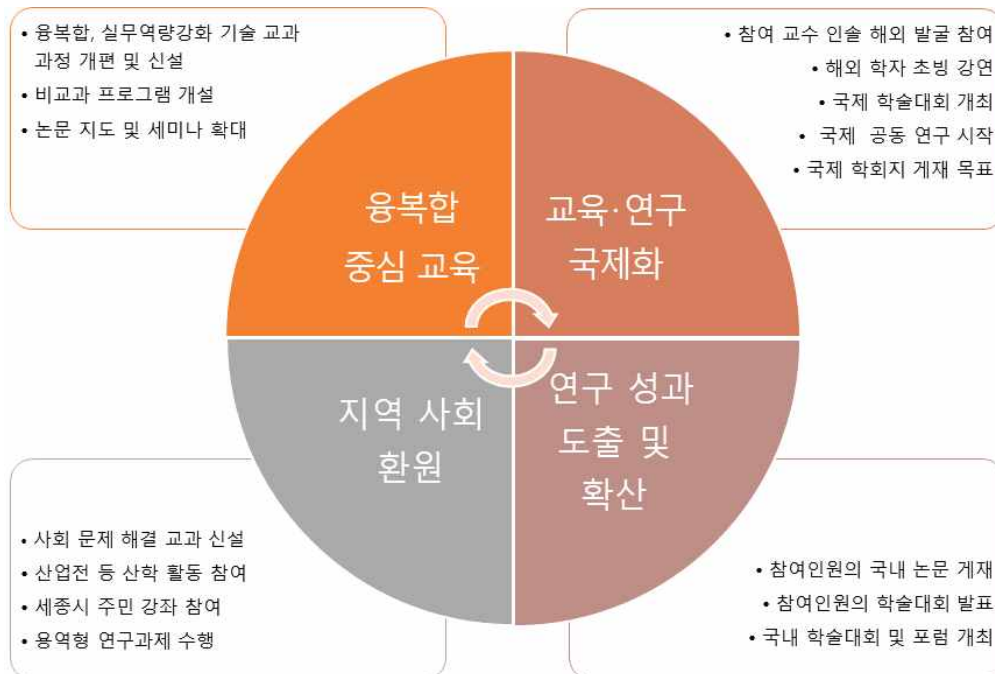 • 융복합, 실무역량강화 기술 교과
과정 개편 및 신설
• 비교과 프로그램 개설
• 논문 지도 및 세미나 확대
• 참여 교수 인솔 해외 발굴 참여
• 해외 학자 초빙 강연
• 국제 학술대회 개최
• 국제 공동 연구 시작
• 국제 학회지 게재 목표
융복합
중심 교육
교육·연구
국제화
지역 사회
환원
연구 성과
도출 및
확산
• 사회 문제 해결 교과 신설
• 산업전 등 산학 활동 참여
• 세종시 주민 강좌 참여
• 용역형 연구과제 수행
• 참여인원의 국내 논문 게재
• 참여인원의 학술대회 발표
• 국내 학술대회 및 포럼 개최